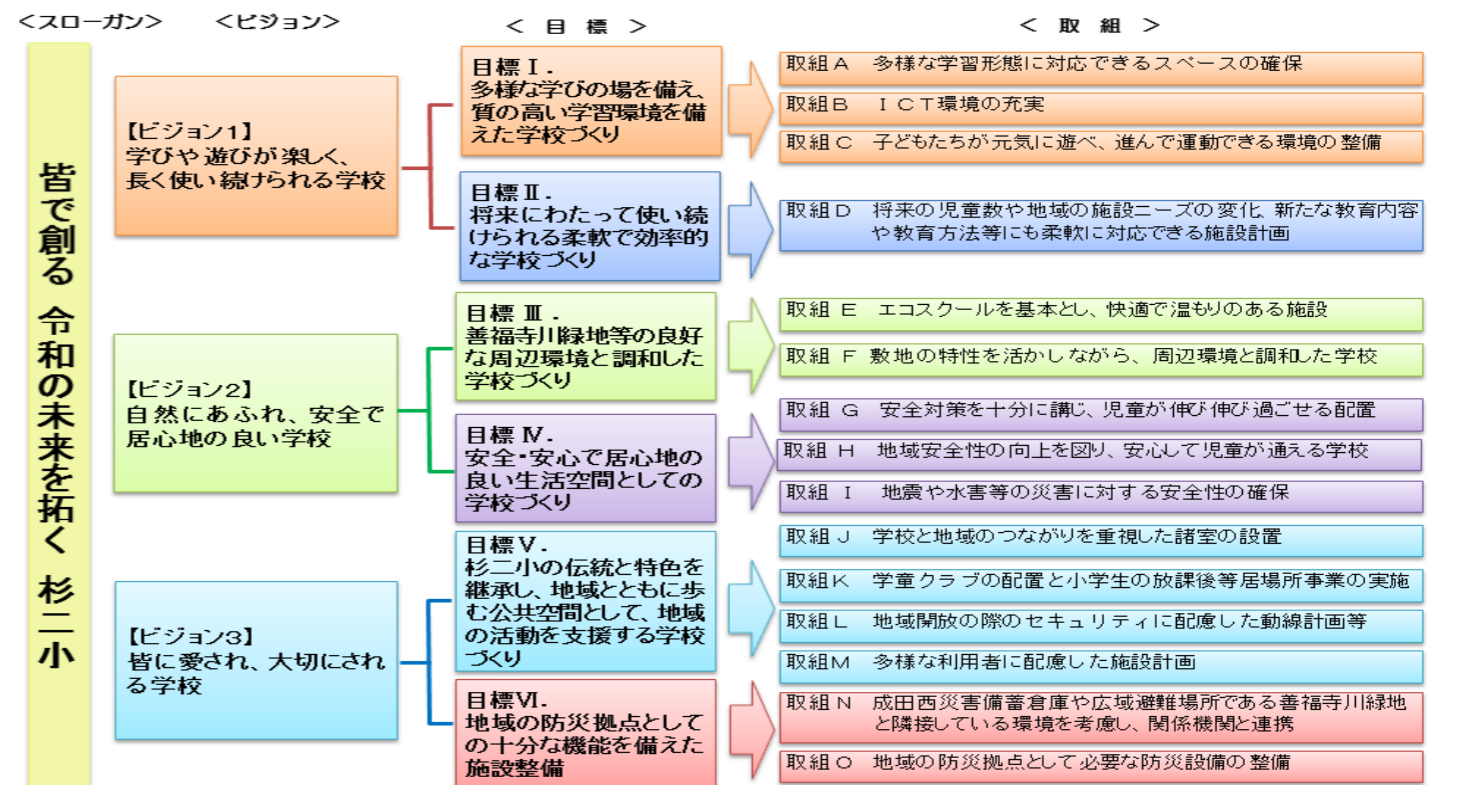 ＜スローガン＞
＜ビジョン＞
＜ 目 標 ＞
＜ 取 組 ＞
皆で創る 令和の未来を拓く 杉二小
【ビジョン１】
学びや遊びが楽しく、
長く使い続けられる学校
目標Ⅰ．
多様な学びの場を備え、
質の高い学習環境を備
えた学校づくり
取組Ａ　多様な学習形態に対応できるスペースの確保
取組Ｂ　ＩＣＴ環境の充実
取組Ｃ　子どもたちが元気に遊べ、進んで運動できる環境の整備
目標Ⅱ．
将来にわたって使い続
けられる柔軟で効率的
な学校づくり
取組Ｄ　将来の児童数や地域の施設ニーズの変化、新たな教育内容
や教育方法等にも柔軟に対応できる施設計画
【ビジョン２】
自然にあふれ、安全で
居心地の良い学校
目標 Ⅲ．
善福寺川緑地等の良好
な周辺環境と調和した
学校づくり
取組 Ｅ　エコスクールを基本とし、快適で温もりのある施設
取組 Ｆ　敷地の特性を活かしながら、周辺環境と調和した学校
目標 Ⅳ．
安全・安心で居心地の
良い生活空間としての
学校づくり
取組 Ｇ　安全対策を十分に講じ、児童が伸び伸び過ごせる配置
取組 Ｈ　地域安全性の向上を図り、安心して児童が通える学校
取組 Ｉ　地震や水害等の災害に対する安全性の確保
【ビジョン３】
皆に愛され、大切にされ
る学校
目標Ⅴ．
杉二小の伝統と特色を
継承し、地域とともに歩
む公共空間として、地域
の活動を支援する学校
づくり
取組Ｊ　学校と地域のつながりを重視した諸室の設置
取組Ｋ　学童クラブの配置と小学生の放課後等居場所事業の実施
取組Ｌ　地域開放の際のセキュリティに配慮した動線計画等
取組Ｍ　多様な利用者に配慮した施設計画
目標Ⅵ．
地域の防災拠点として
の十分な機能を備えた
施設整備
取組Ｎ　成田西災害備蓄倉庫や広域避難場所である善福寺川緑地
と隣接している環境を考慮し、関係機関と連携
取組Ｏ　地域の防災拠点として必要な防災設備の整備